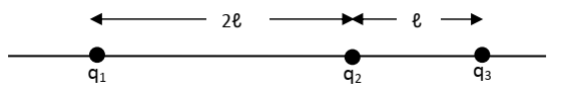 2ℓ ℓ
q₁ q₂ q₃